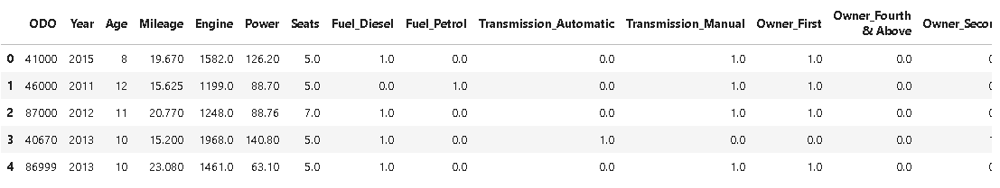 ODO Year Age Mileage Engine Power Seats Fuel_Diesel Fuel_Petrol Transmission_Automatic Transmission_Manual Owner_First Owner_Fourth & Above
0 41000 2015 8 19.670 1582.0 126.20 5.0 1.0 0.0 0.0 1.0 1.0 0.0
1 46000 2011 12 15.625 1199.0 88.70 5.0 0.0 1.0 0.0 1.0 1.0 0.0
2 87000 2012 11 20.770 1248.0 88.76 7.0 1.0 0.0 0.0 1.0 1.0 0.0
3 40670 2013 10 15.200 1968.0 140.80 5.0 1.0 0.0 1.0 0.0 0.0 0.0
4 86999 2013 10 23.080 1461.0 63.10 5.0 1.0 0.0 0.0 1.0 1.0 0.0